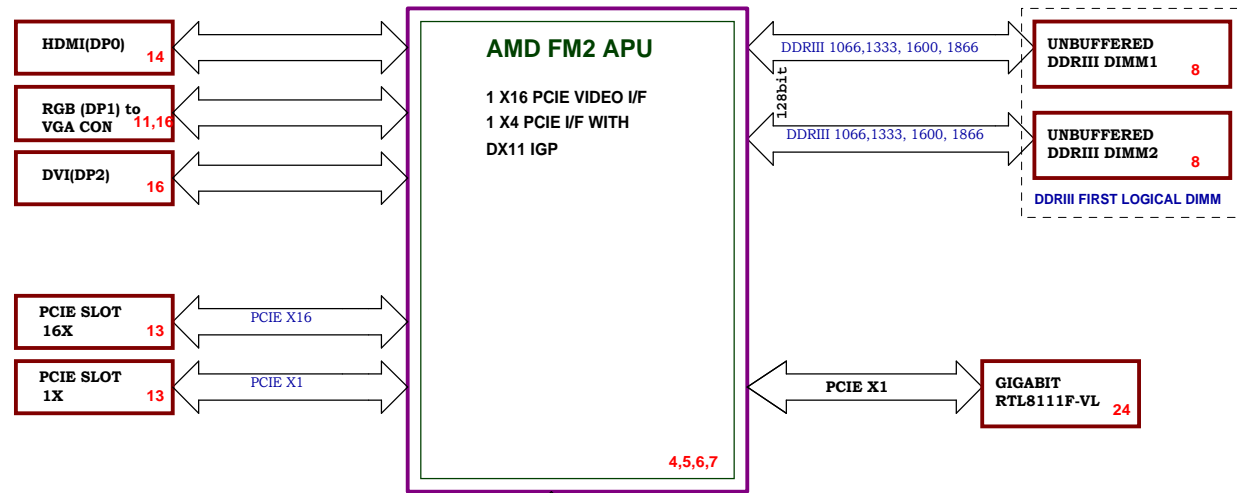 HDMI(DP0)
14
RGB (DP1) to
VGA CON
11,16
DVI(DP2)
16
PCIE SLOT
16X
13
PCIE X16
PCIE SLOT
1X
13
PCIE X1
AMD FM2 APU
1 X16 PCIE VIDEO I/F
1 X4 PCIE I/F WITH
DX11 IGP
4,5,6,7
DDRIII 1066,1333, 1600, 1866
128bit
DDRIII 1066,1333, 1600, 1866
UNBUFFERED
DDRIII DIMM1
8
UNBUFFERED
DDRIII DIMM2
8
DDRIII FIRST LOGICAL DIMM
PCIE X1
GIGABIT
RTL8111F-VL
24